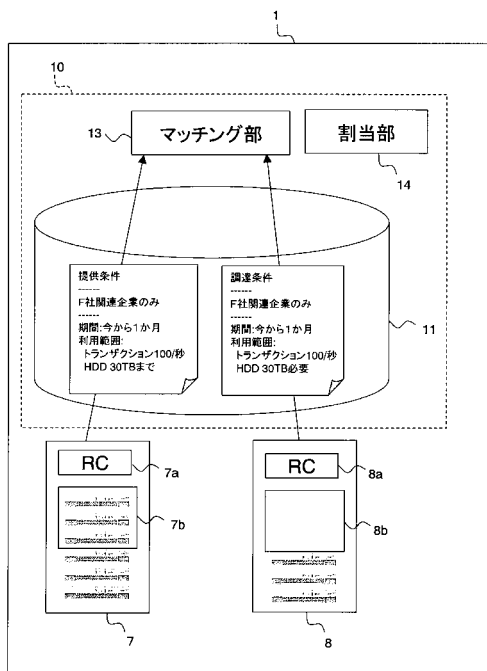 1
10
13
マッチング部
割当部
14
提供条件
------
F社関連企業のみ
------
期間:今から1か月
利用範囲:
トランザクション100/秒
HDD 30TBまで
調達条件
------
F社関連企業のみ
------
期間:今から1か月
利用範囲:
トランザクション100/秒
HDD 30TB必要
11
RC
7a
7b
7
RC
8a
8b
8